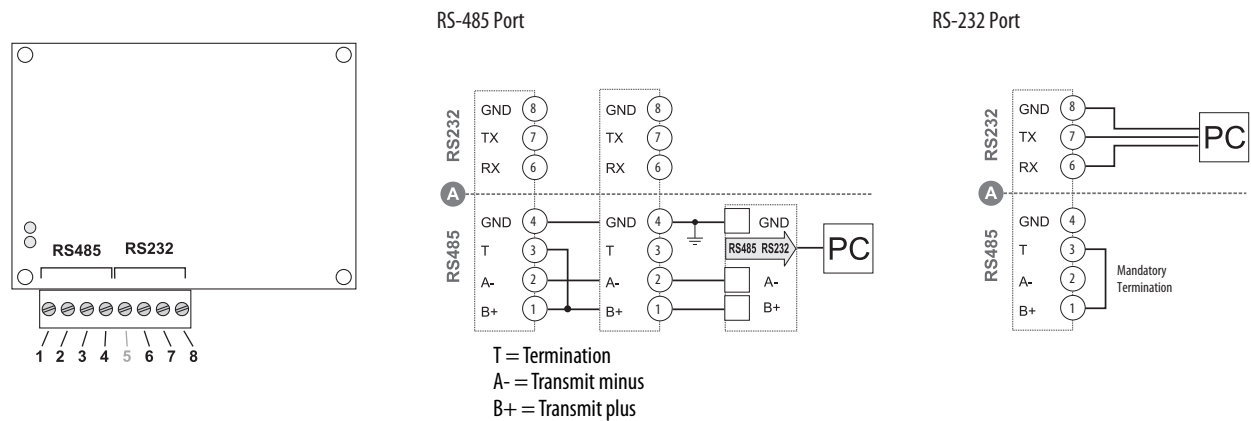 RS-485 Port
RS-232 Port
RS485 RS232
1 2 3 4 5 6 7 8
RS232
GND 8 GND 8
TX 7 TX 7
RX 6 RX 6
A
RS485
GND 4 GND 4 GND
T 3 T 3 RS485 RS232 PC
A- 2 A- 2 A-
B+ 1 B+ 1 B+
T = Termination
A- = Transmit minus
B+ = Transmit plus
RS232
GND 8
TX 7 PC
RX 6
A
RS485
GND 4
T 3
A- 2
B+ 1
Mandatory
Termination